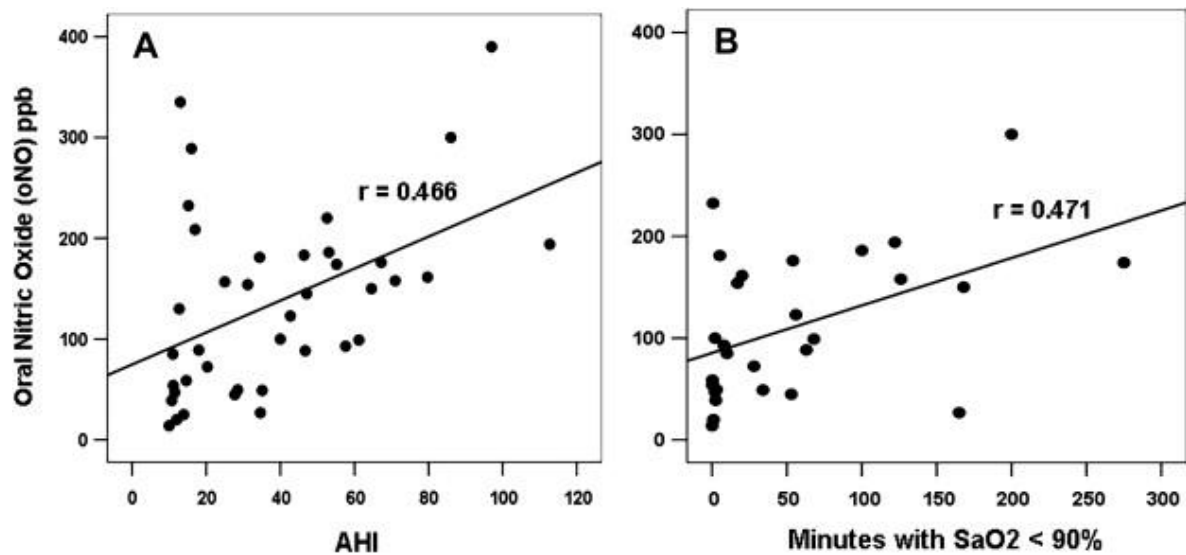 A
B
Oral Nitric Oxide (oNO) ppb
400
300
200
100
0
r = 0.466
0 20 40 60 80 100 120
AHI
400
300
200
100
0
r = 0.471
0 50 100 150 200 250 300
Minutes with SaO2 < 90%